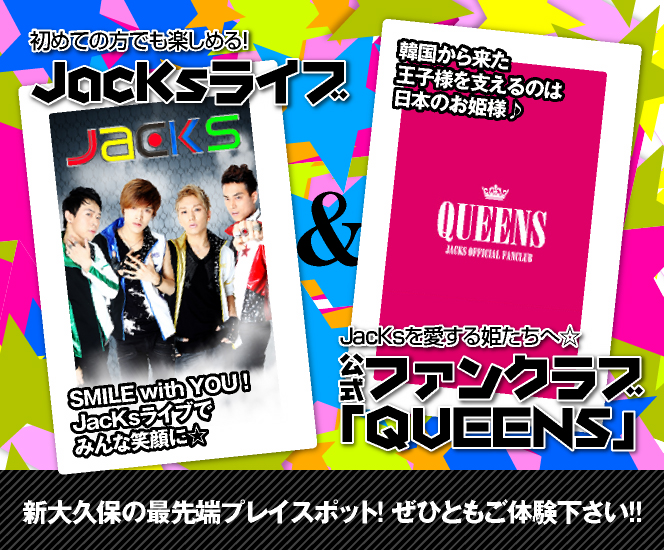 初めての方でも楽しめる!
JacKsライブ
JACKS
SMILE with YOU!
JacKsライブで
みんな笑顔に☆
&
韓国から来た
王子様を支えるのは
日本のお姫様♪
QUEENS
JACKS OFFICIAL FANCLUB
JacKsを愛する姫たちへ☆
公式ファンクラブ
「QUEENS」
新大久保の最先端プレイスポット! ぜひともご体験下さい!!